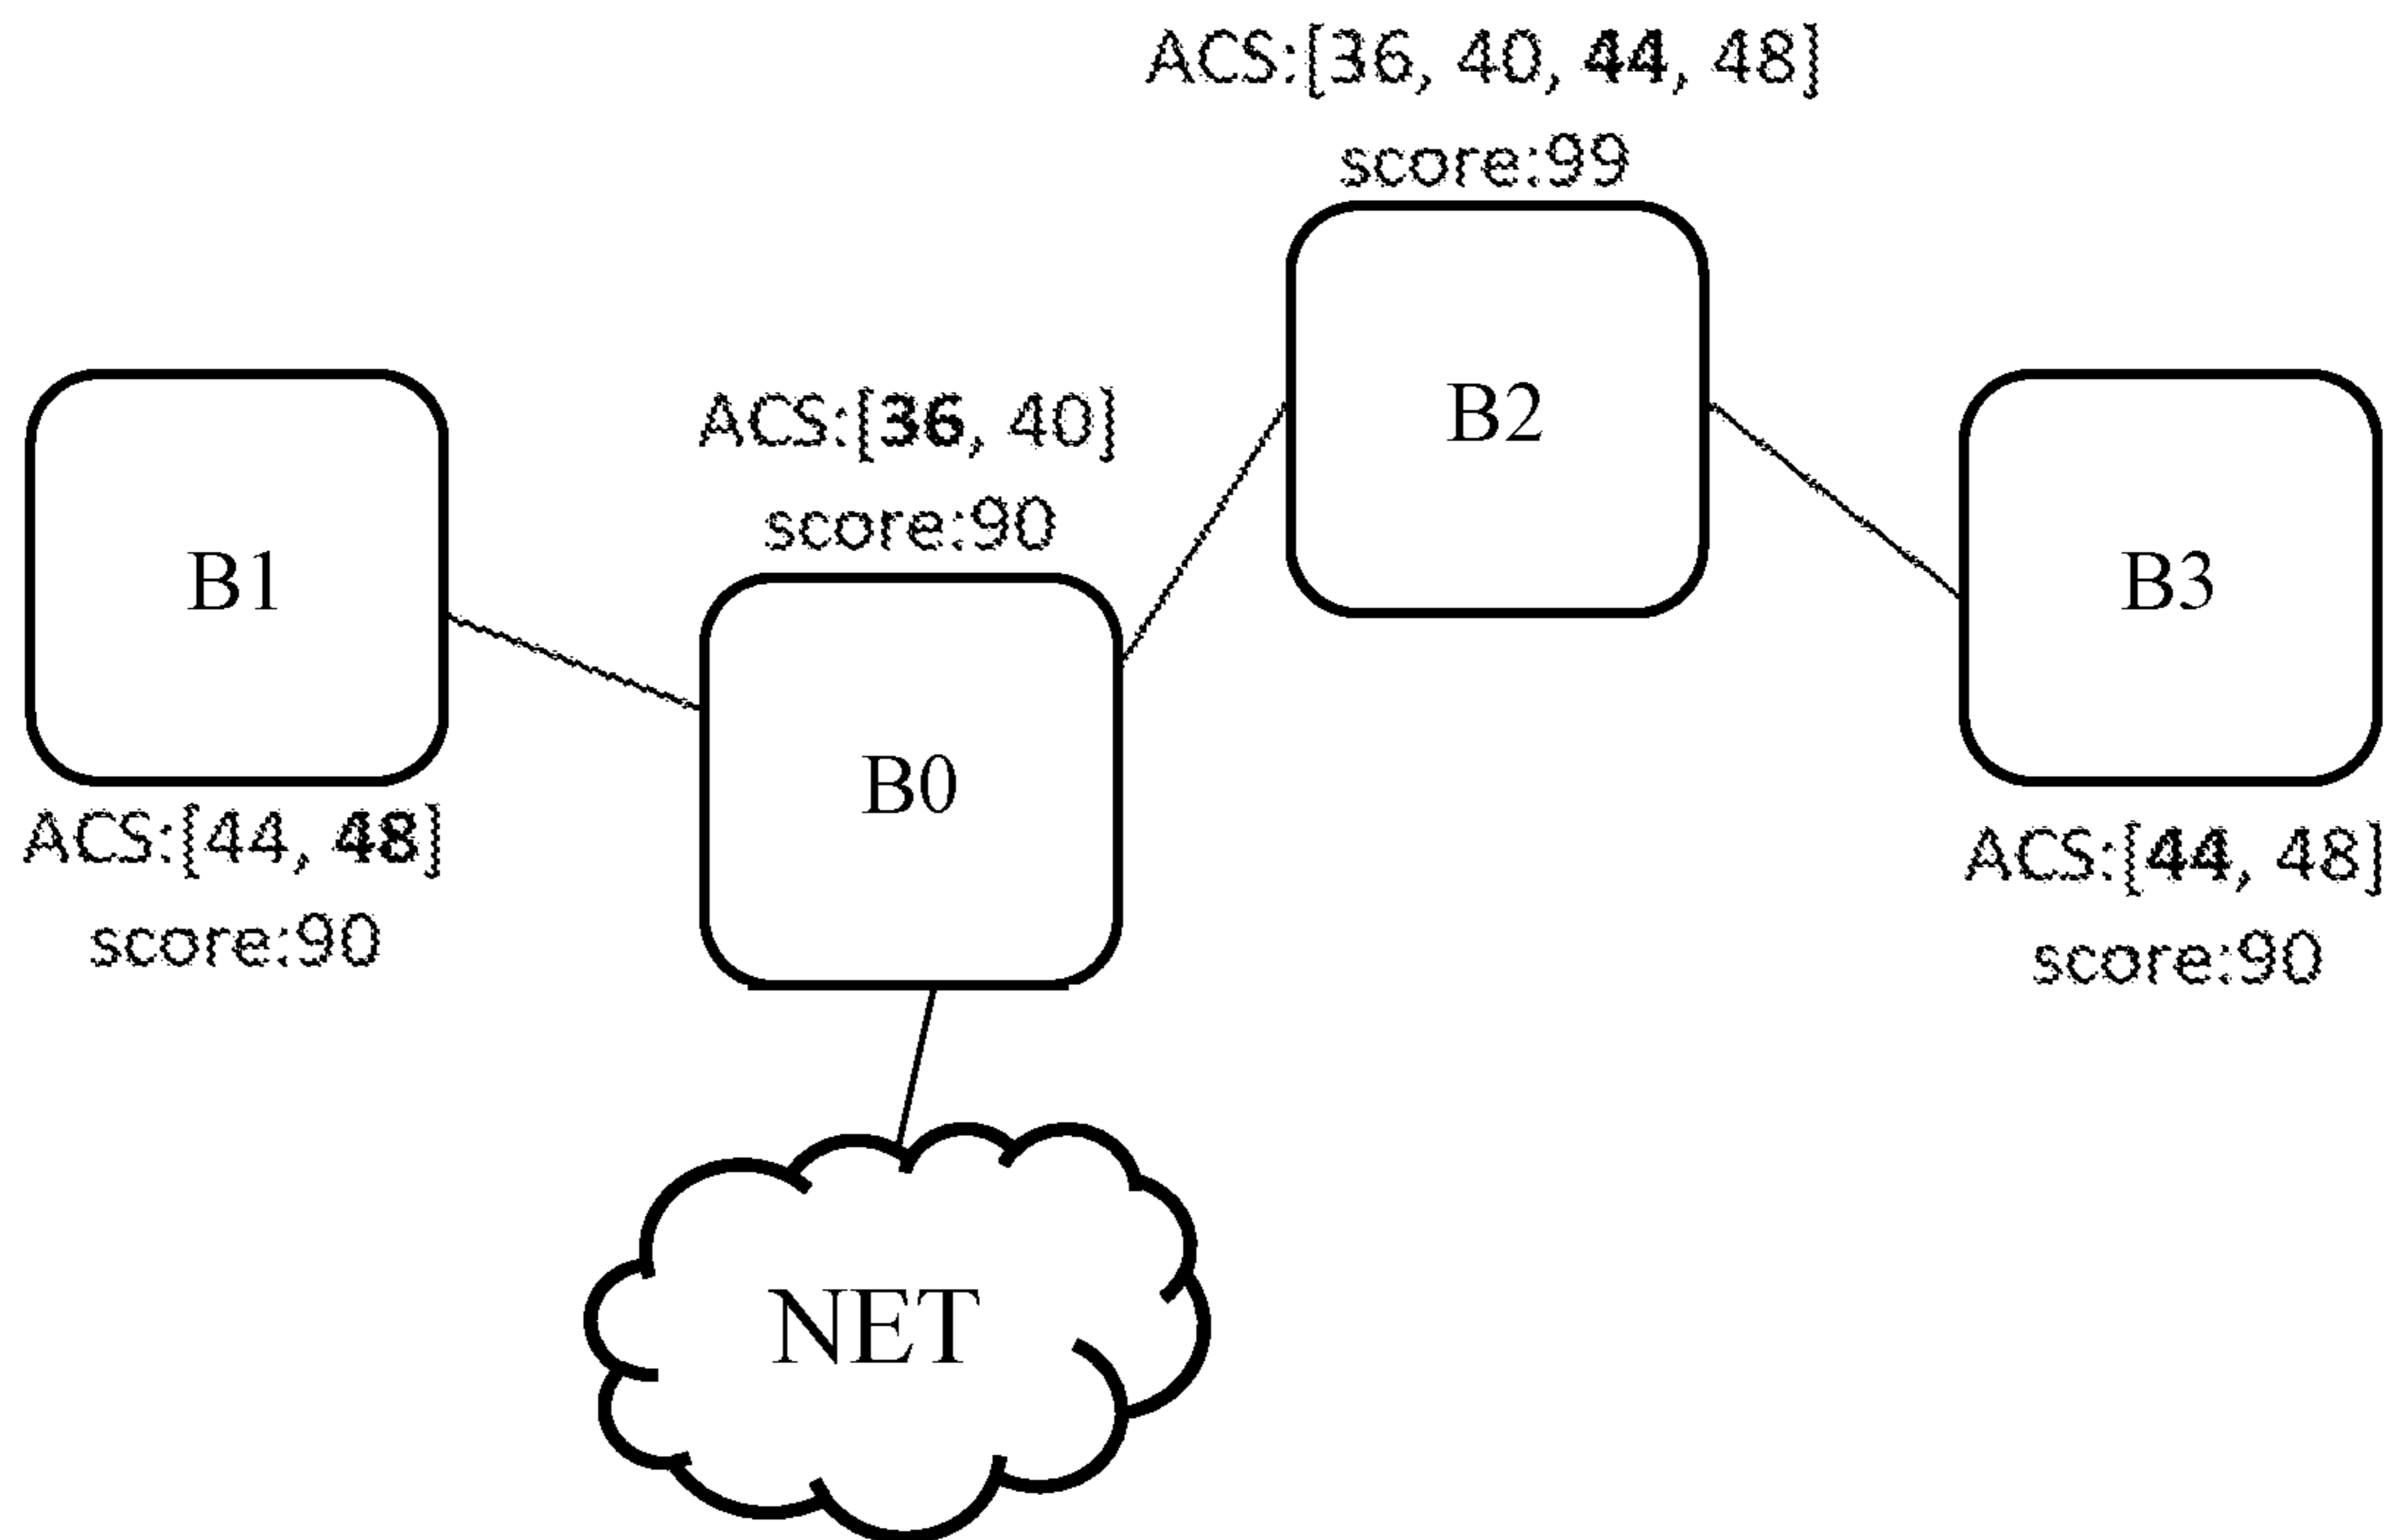 ACS:[36, 40, 44, 48]
score:99
B2
ACS:[36, 40]
score:90
B1
B3
B0
ACS:[44, 48]
score:90
ACS:[44, 48]
score:90
NET